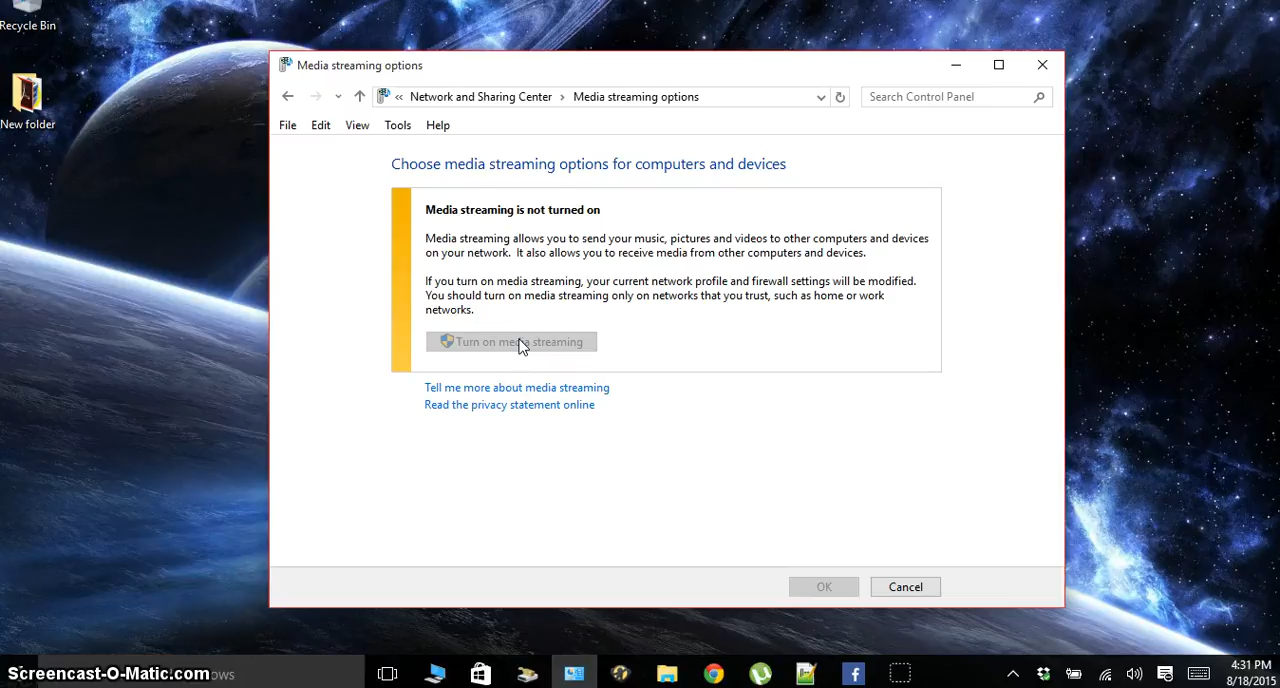 Recycle Bin
New folder
Media streaming options
« Network and Sharing Center › Media streaming options
Search Control Panel
File Edit View Tools Help
Choose media streaming options for computers and devices
Media streaming is not turned on
Media streaming allows you to send your music, pictures and videos to other computers and devices
on your network. It also allows you to receive media from other computers and devices.
If you turn on media streaming, your current network profile and firewall settings will be modified.
You should turn on media streaming only on networks that you trust, such as home or work
networks.
Turn on media streaming
Tell me more about media streaming
Read the privacy statement online
OK Cancel
Screencast-O-Matic.com
4:31 PM
8/18/2015